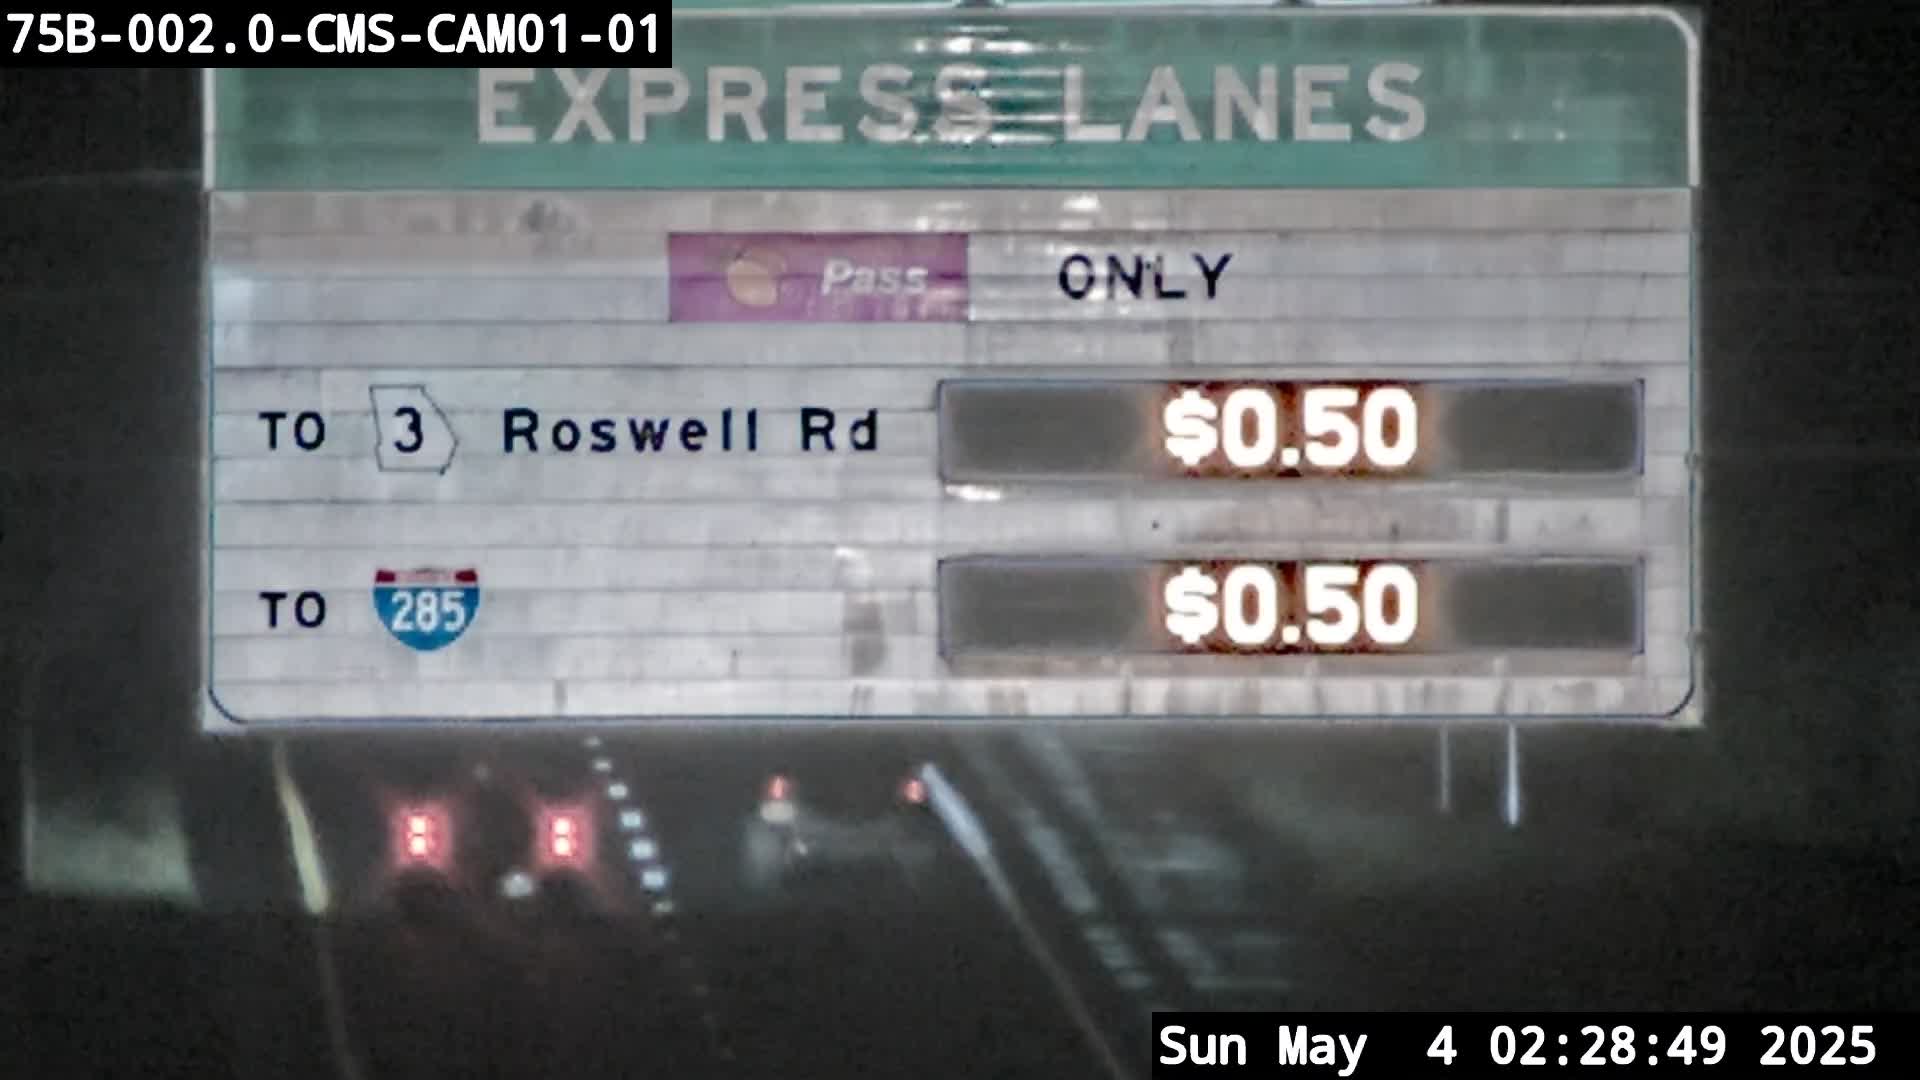 75B-002.0-CMS-CAM01-01
EXPRESS LANES
Pass ONLY
TO 3 Roswell Rd $0.50
TO 285 $0.50
Sun May 4 02:28:49 2025